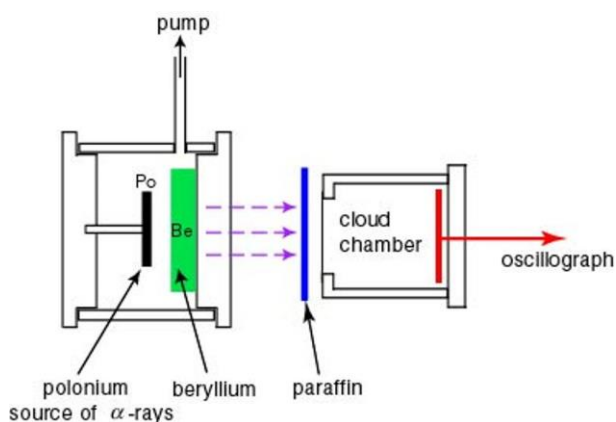 pump
Po
Be
cloud
chamber
oscillograph
polonium
source of α-rays
beryllium
paraffin